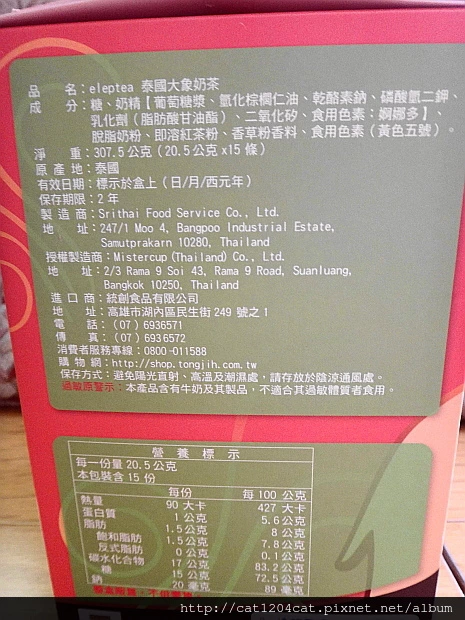 品　　名：eleptea 泰國大象奶茶
成　　分：糖、奶精【葡萄糖漿、氫化棕櫚仁油、乾酪素鈉、磷酸氫二鉀、
乳化劑（脂肪酸甘油酯）、二氧化矽、食用色素：婀娜多】、
脫脂奶粉、即溶紅茶粉、香草粉香料、食用色素（黃色五號）。
淨　　重：307.5公克（20.5公克x15 條）
原 產 地：泰國
有效日期：標示於盒上（日/月/西元年）
保存期限：2 年
製 造 商：Srithai Food Service Co., Ltd.
地　　址：247/1 Moo 4, Bangpoo Industrial Estate,
Samutprakarn 10280, Thailand
授權製造商：Mistercup(Thailand) Co., Ltd.
地　　址：2/3 Rama 9 Soi 43, Rama 9 Road, Suanluang,
Bangkok 10250, Thailand
進 口 商：統創食品有限公司
地　　址：高雄市湖內區民生街 249 號之 1
電　　話：（07）6936571
傳　　真：（07）6936572
消費者服務專線：0800-011588
購 物 網：http://shop.tongjih.com.tw
保存方式：避免陽光直射、高溫及潮濕處，請存放於陰涼通風處。
過敏原警示：本產品含有牛奶及其製品，不適合其過敏體質者食用。
營 養 標 示
每一份量 20.5 公克
本包裝含 15 份
每份　每 100 公克
熱量　90 大卡　427 大卡
蛋白質　1 公克　5.6 公克
脂肪　1.5 公克　8 公克
飽和脂肪　1.5 公克　7.8 公克
反式脂肪　0 公克　0.1 公克
碳水化合物　17 公克　83.2 公克
糖　15 公克　72.5 公克
鈉　20 毫克　89 毫克
http://cat1204cat.pixnet.net/album